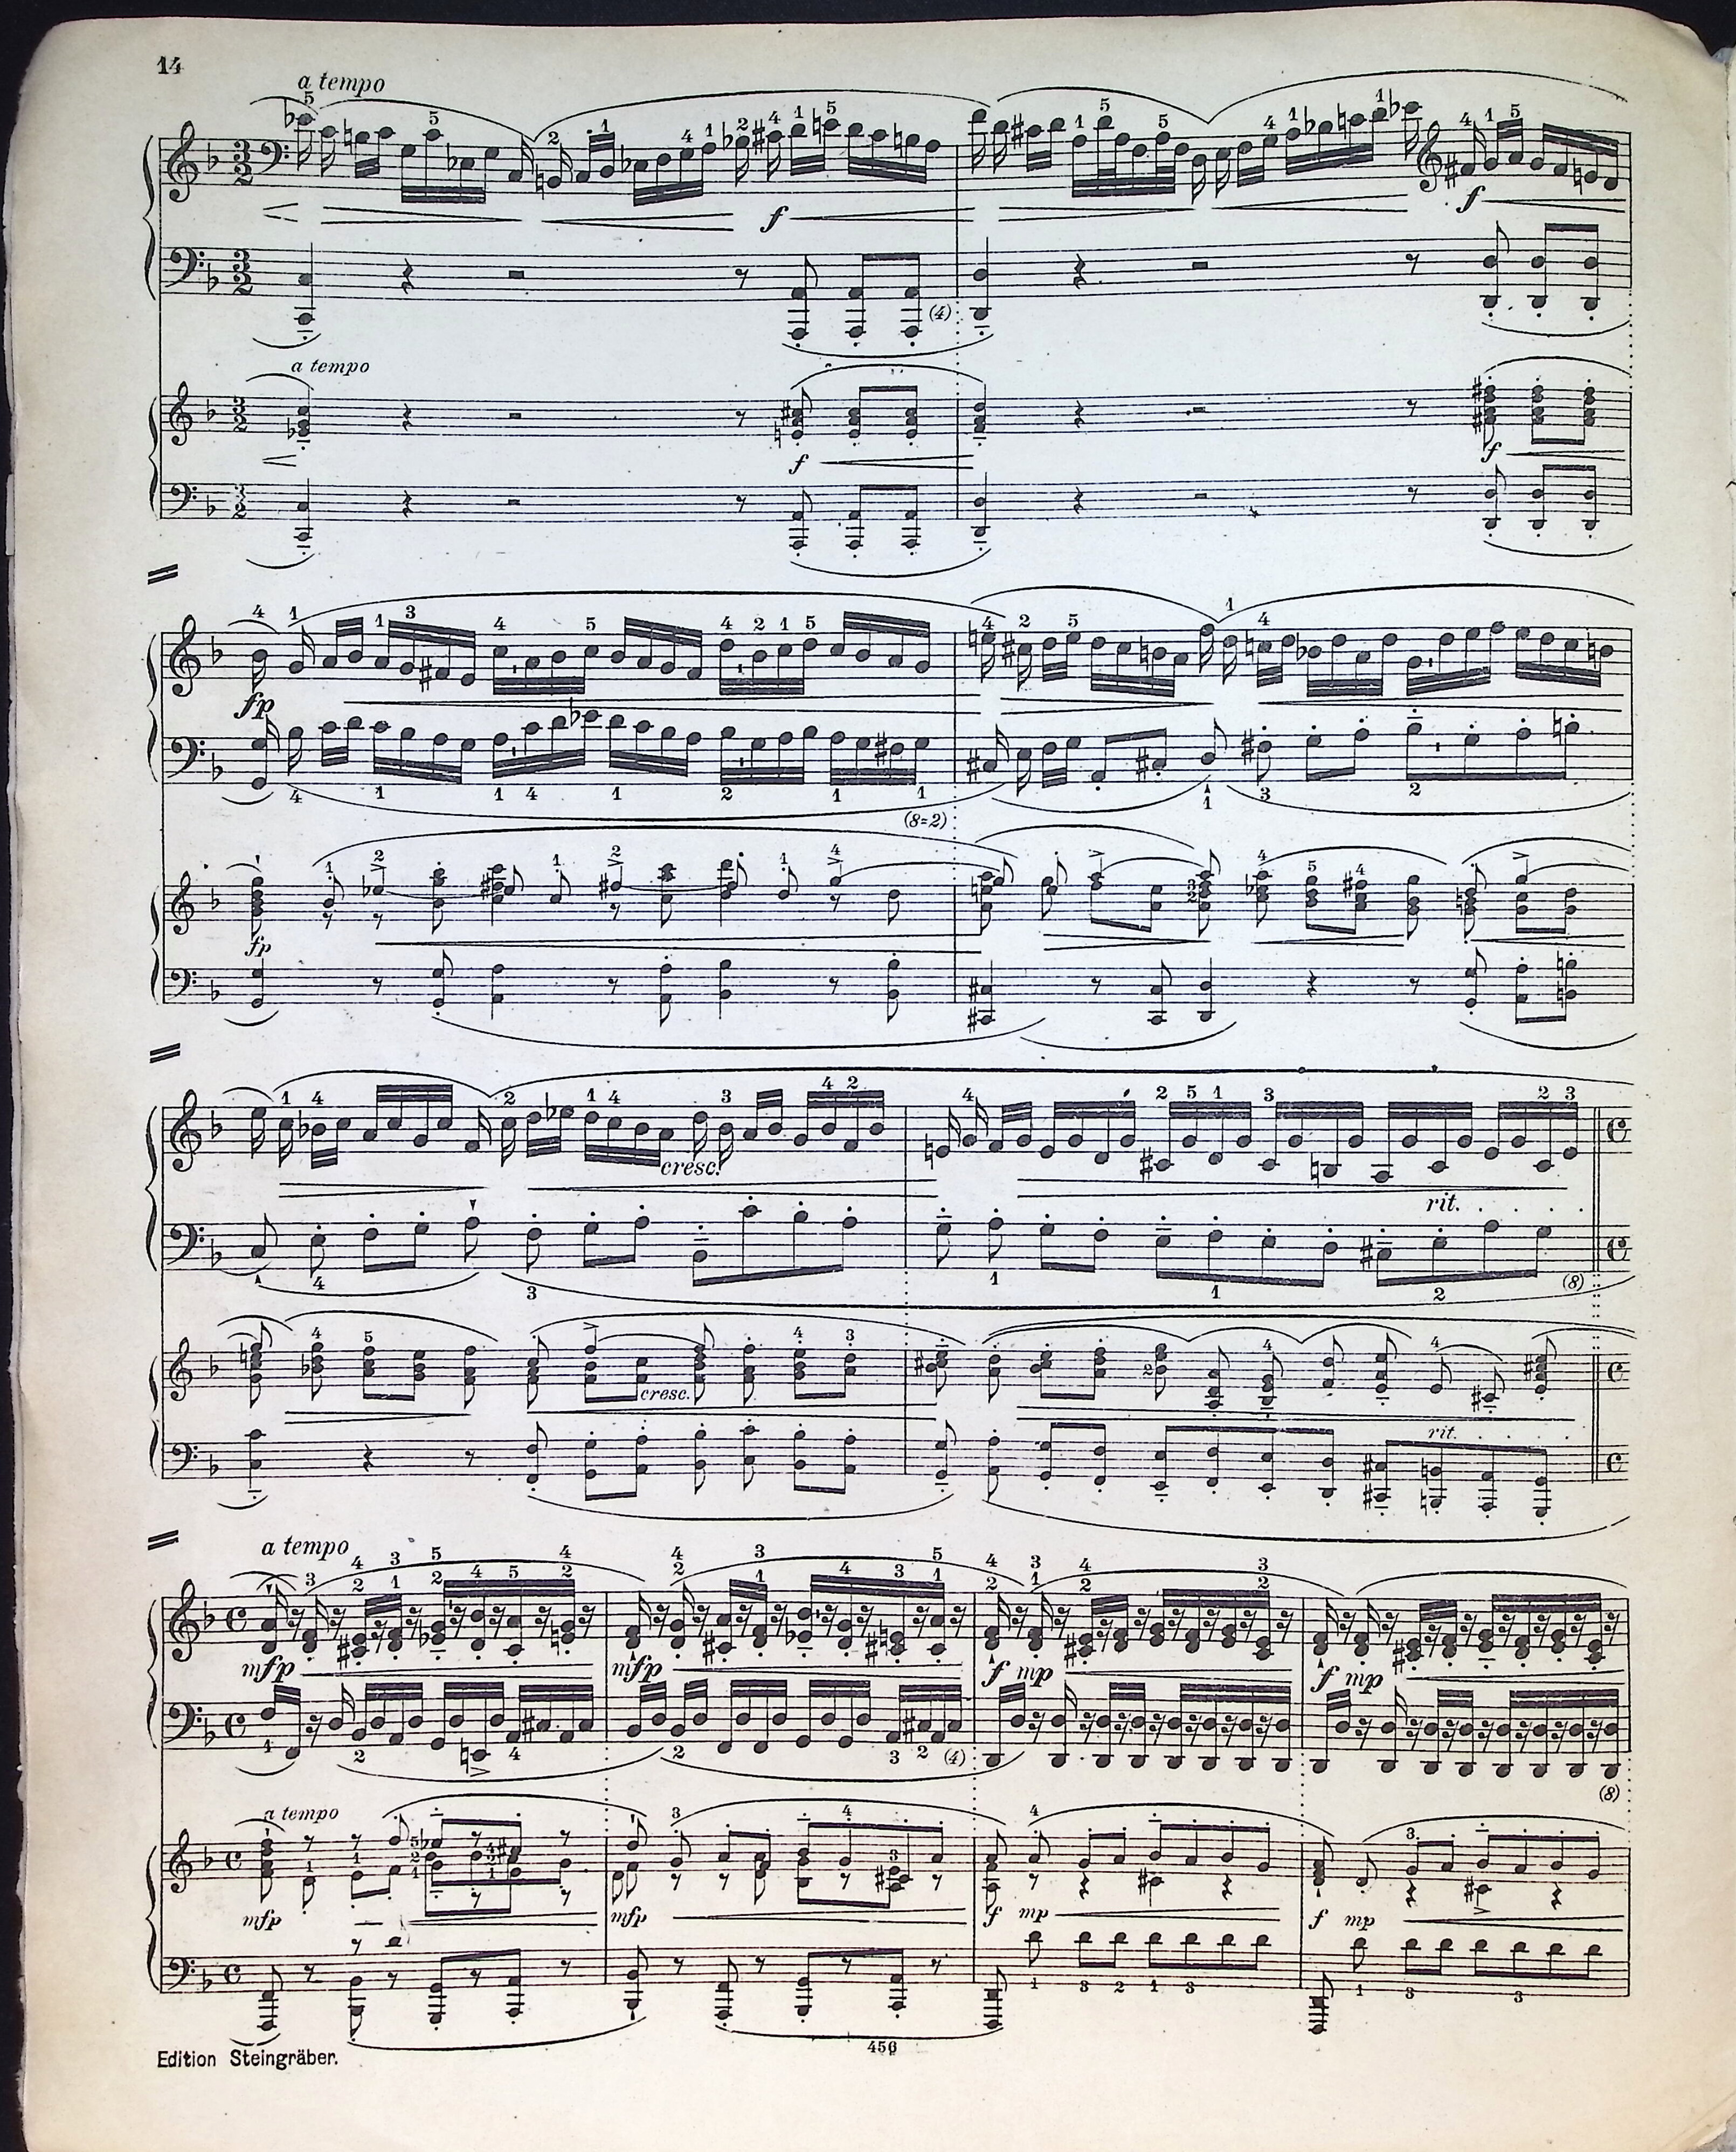 14
a tempo
f
f
(4)
a tempo
f
f
fp
(8=2)
fp
cresc.
rit.
(8)
cresc.
rit.
a tempo
mfp mfp f mp f mp
(4)
(8)
a tempo
mfp mfp f mp f mp
Edition Steingräber.
456